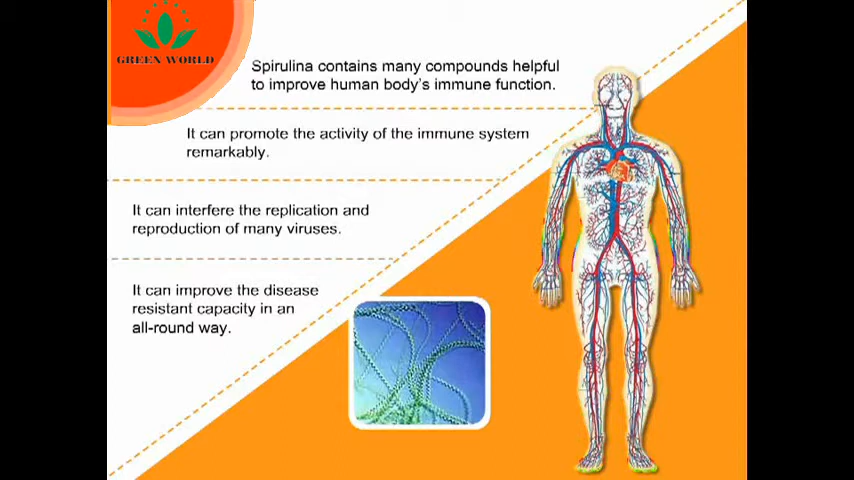 GREEN WORLD
Spirulina contains many compounds helpful
to improve human body's immune function.
It can promote the activity of the immune system
remarkably.
It can interfere the replication and
reproduction of many viruses.
It can improve the disease
resistant capacity in an
all-round way.